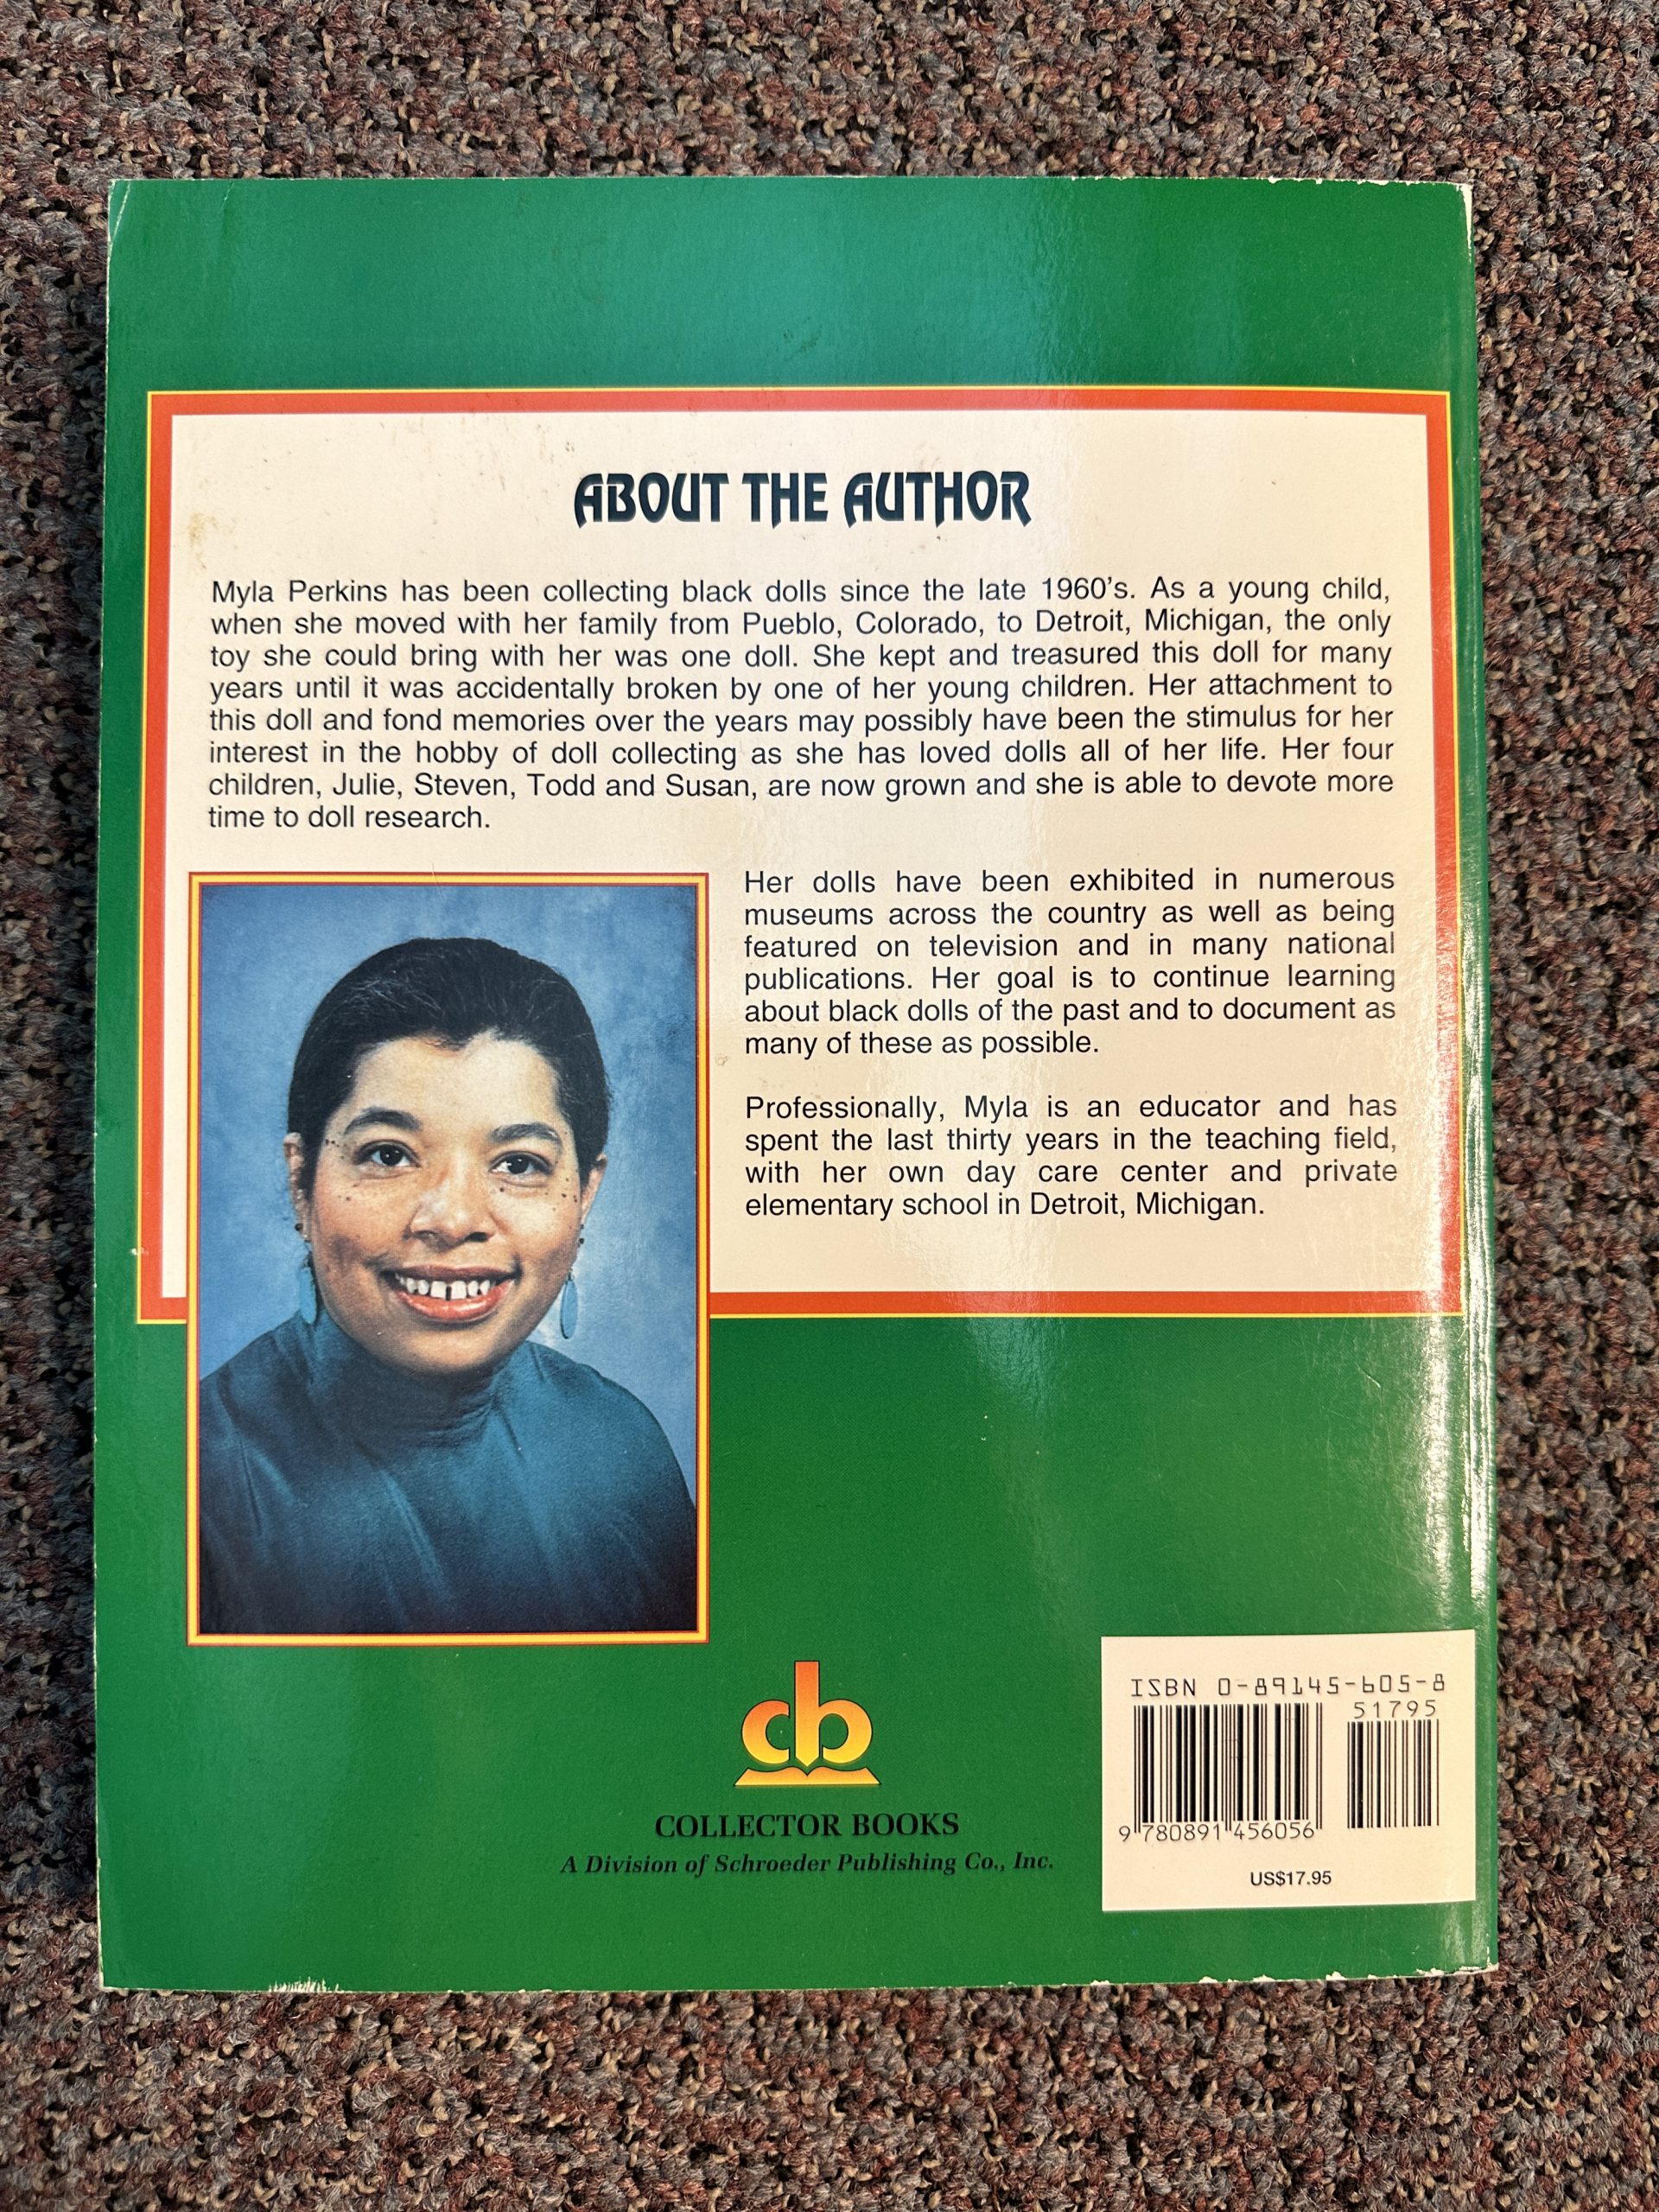 ABOUT THE AUTHOR
Myla Perkins has been collecting black dolls since the late 1960's. As a young child,
when she moved with her family from Pueblo, Colorado, to Detroit, Michigan, the only
toy she could bring with her was one doll. She kept and treasured this doll for many
years until it was accidentally broken by one of her young children. Her attachment to
this doll and fond memories over the years may possibly have been the stimulus for her
interest in the hobby of doll collecting as she has loved dolls all of her life. Her four
children, Julie, Steven, Todd and Susan, are now grown and she is able to devote more
time to doll research.
Her dolls have been exhibited in numerous
museums across the country as well as being
featured on television and in many national
publications. Her goal is to continue learning
about black dolls of the past and to document as
many of these as possible.
Professionally, Myla is an educator and has
spent the last thirty years in the teaching field,
with her own day care center and private
elementary school in Detroit, Michigan.
cb
COLLECTOR BOOKS
A Division of Schroeder Publishing Co., Inc.
ISBN 0-89145-605-8
51795
9 780891 456056
US$17.95